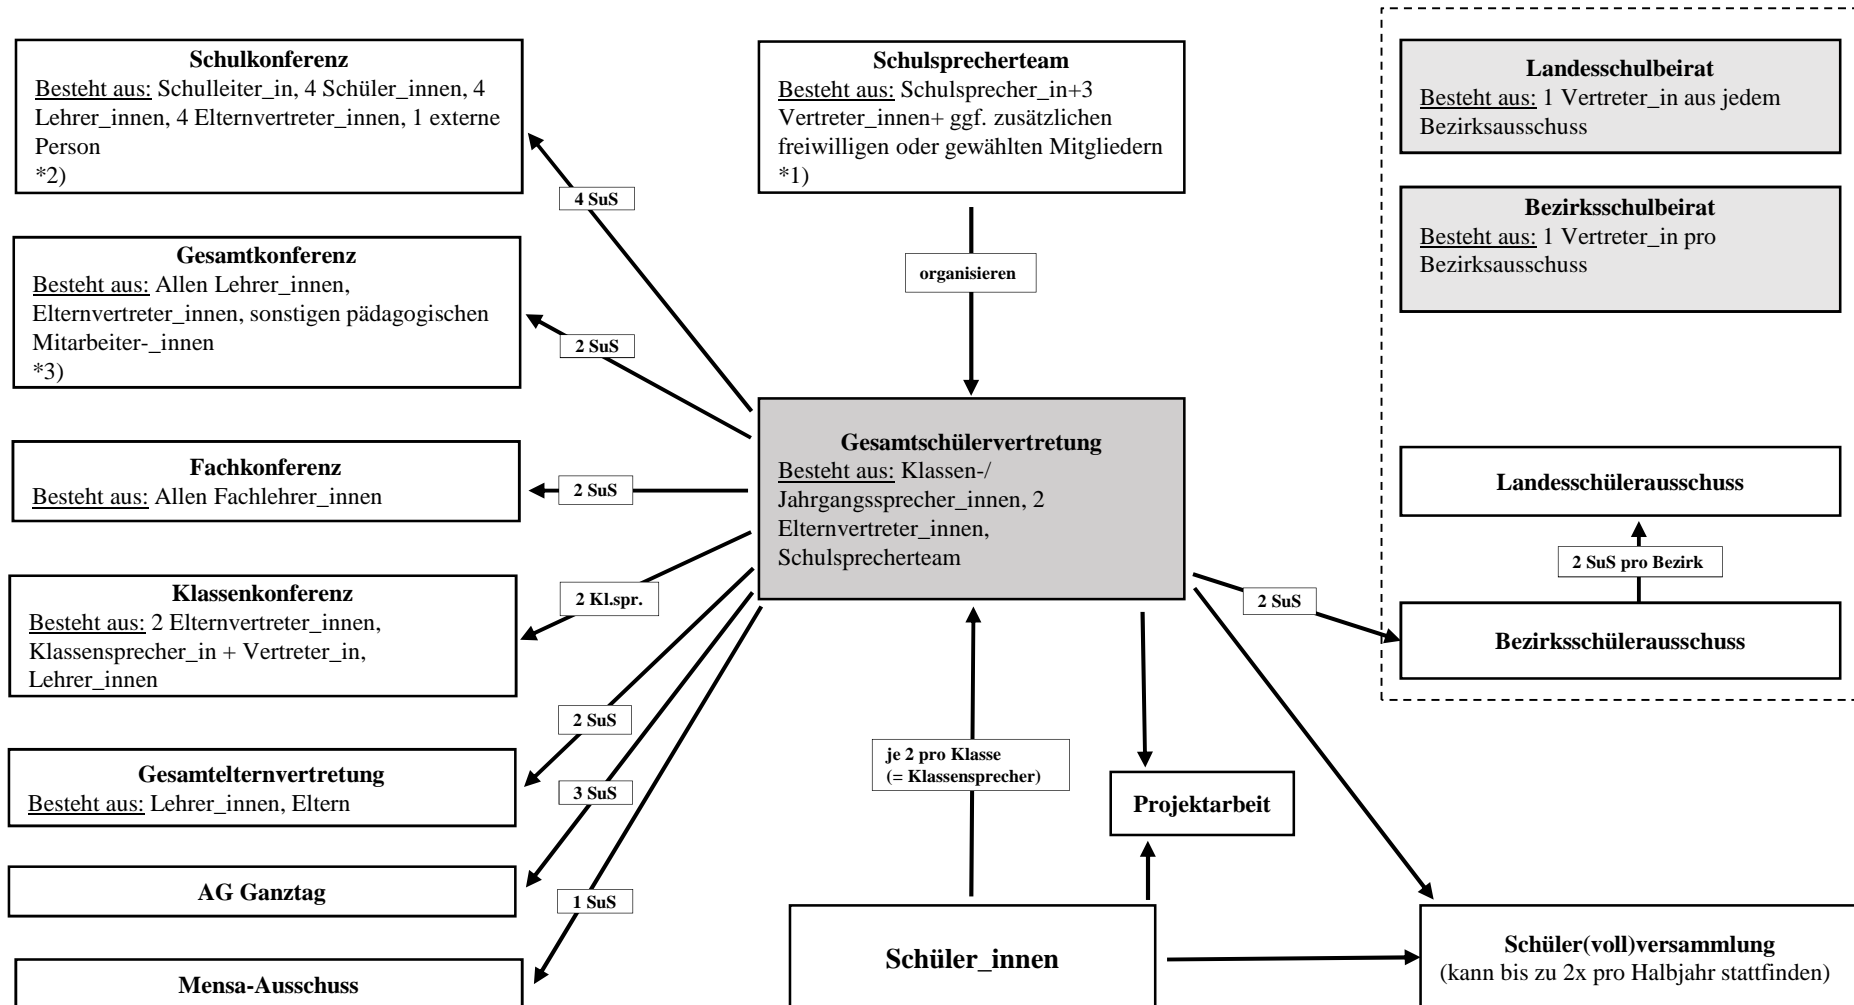 Schulkonferenz
Besteht aus: Schulleiter_in, 4 Schüler_innen, 4
Lehrer_innen, 4 Elternvertreter_innen, 1 externe
Person
*2)
Schulsprecherteam
Besteht aus: Schulsprecher_in+3
Vertreter_innen+ ggf. zusätzlichen
freiwilligen oder gewählten Mitgliedern
*1)
Landesschulbeirat
Besteht aus: 1 Vertreter_in aus jedem
Bezirksausschuss
Bezirksschulbeirat
Besteht aus: 1 Vertreter_in pro
Bezirksausschuss
4 SuS
Gesamtkonferenz
Besteht aus: Allen Lehrer_innen,
Elternvertreter_innen, sonstigen pädagogischen
Mitarbeiter-_innen
*3)
organisieren
2 SuS
Gesamtschülervertretung
Besteht aus: Klassen-/
Jahrgangssprecher_innen, 2
Elternvertreter_innen,
Schulsprecherteam
Fachkonferenz
Besteht aus: Allen Fachlehrer_innen
2 SuS
Landesschülerausschuss
2 SuS pro Bezirk
Bezirksschülerausschuss
2 SuS
Klassenkonferenz
Besteht aus: 2 Elternvertreter_innen,
Klassensprecher_in + Vertreter_in,
Lehrer_innen
2 Kl.spr.
2 SuS
Gesamtelternvertretung
Besteht aus: Lehrer_innen, Eltern
3 SuS
je 2 pro Klasse
(= Klassensprecher)
Projektarbeit
AG Ganztag
1 SuS
Mensa-Ausschuss
Schüler_innen
Schüler(voll)versammlung
(kann bis zu 2x pro Halbjahr stattfinden)